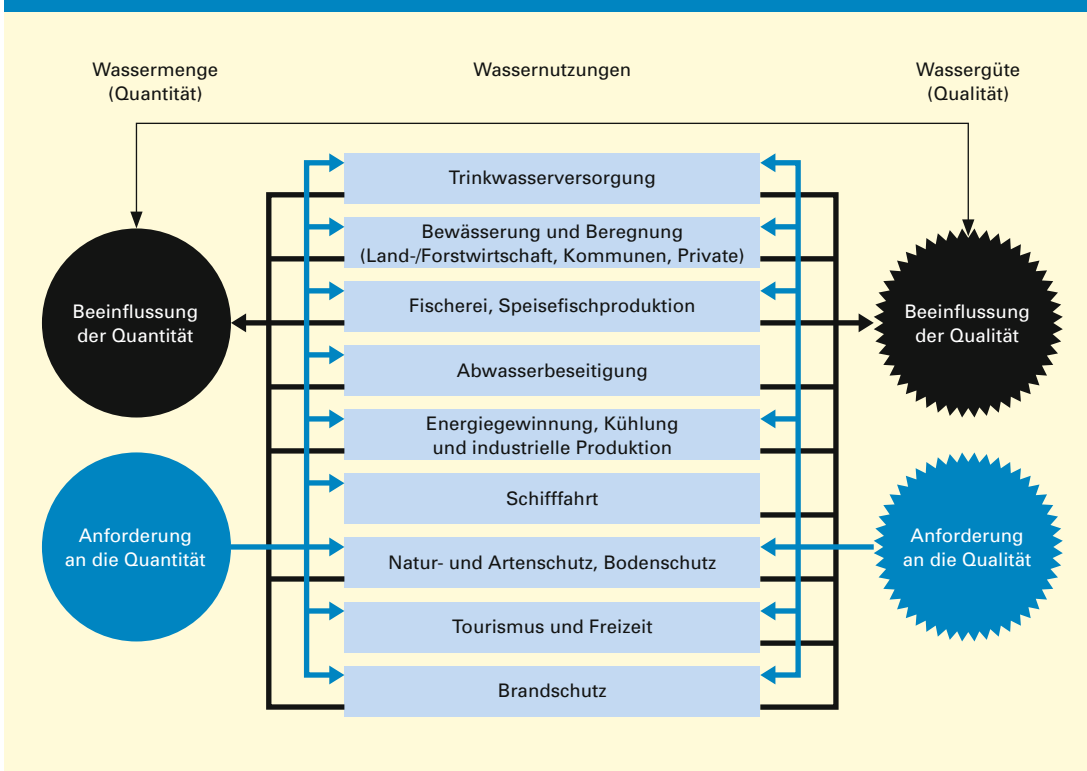 Wassermenge
(Quantität)
Wassernutzungen
Wassergüte
(Qualität)
Trinkwasserversorgung
Bewässerung und Beregnung
(Land-/Forstwirtschaft, Kommunen, Private)
Fischerei, Speisefischproduktion
Abwasserbeseitigung
Energiegewinnung, Kühlung
und industrielle Produktion
Schifffahrt
Natur- und Artenschutz, Bodenschutz
Tourismus und Freizeit
Brandschutz
Beeinflussung
der Quantität
Anforderung
an die Quantität
Beeinflussung
der Qualität
Anforderung
an die Qualität